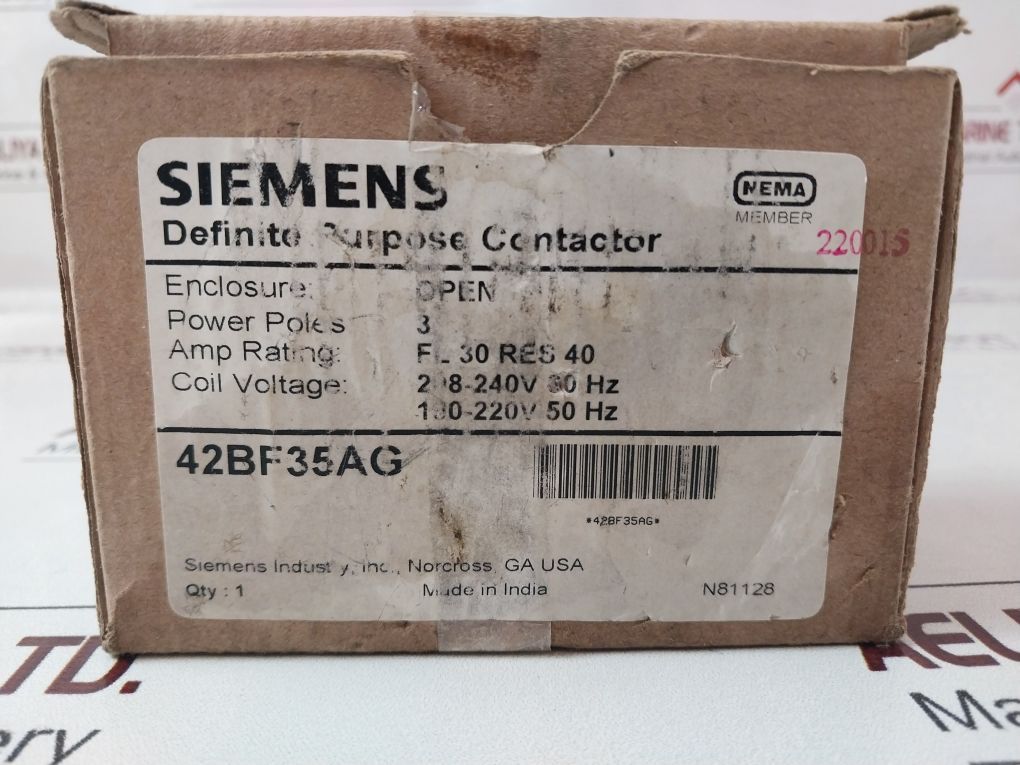 SIEMENS
NEMA
MEMBER
Definite Purpose Contactor
220015
Enclosure: OPEN
Power Poles 3
Amp Rating: FL 30 RES 40
Coil Voltage: 208-240V 60 Hz
190-220V 50 Hz
42BF35AG
*42BF35AG*
Siemens Industry, Inc., Norcross, GA USA
Qty : 1 Made in India N81128
TD.